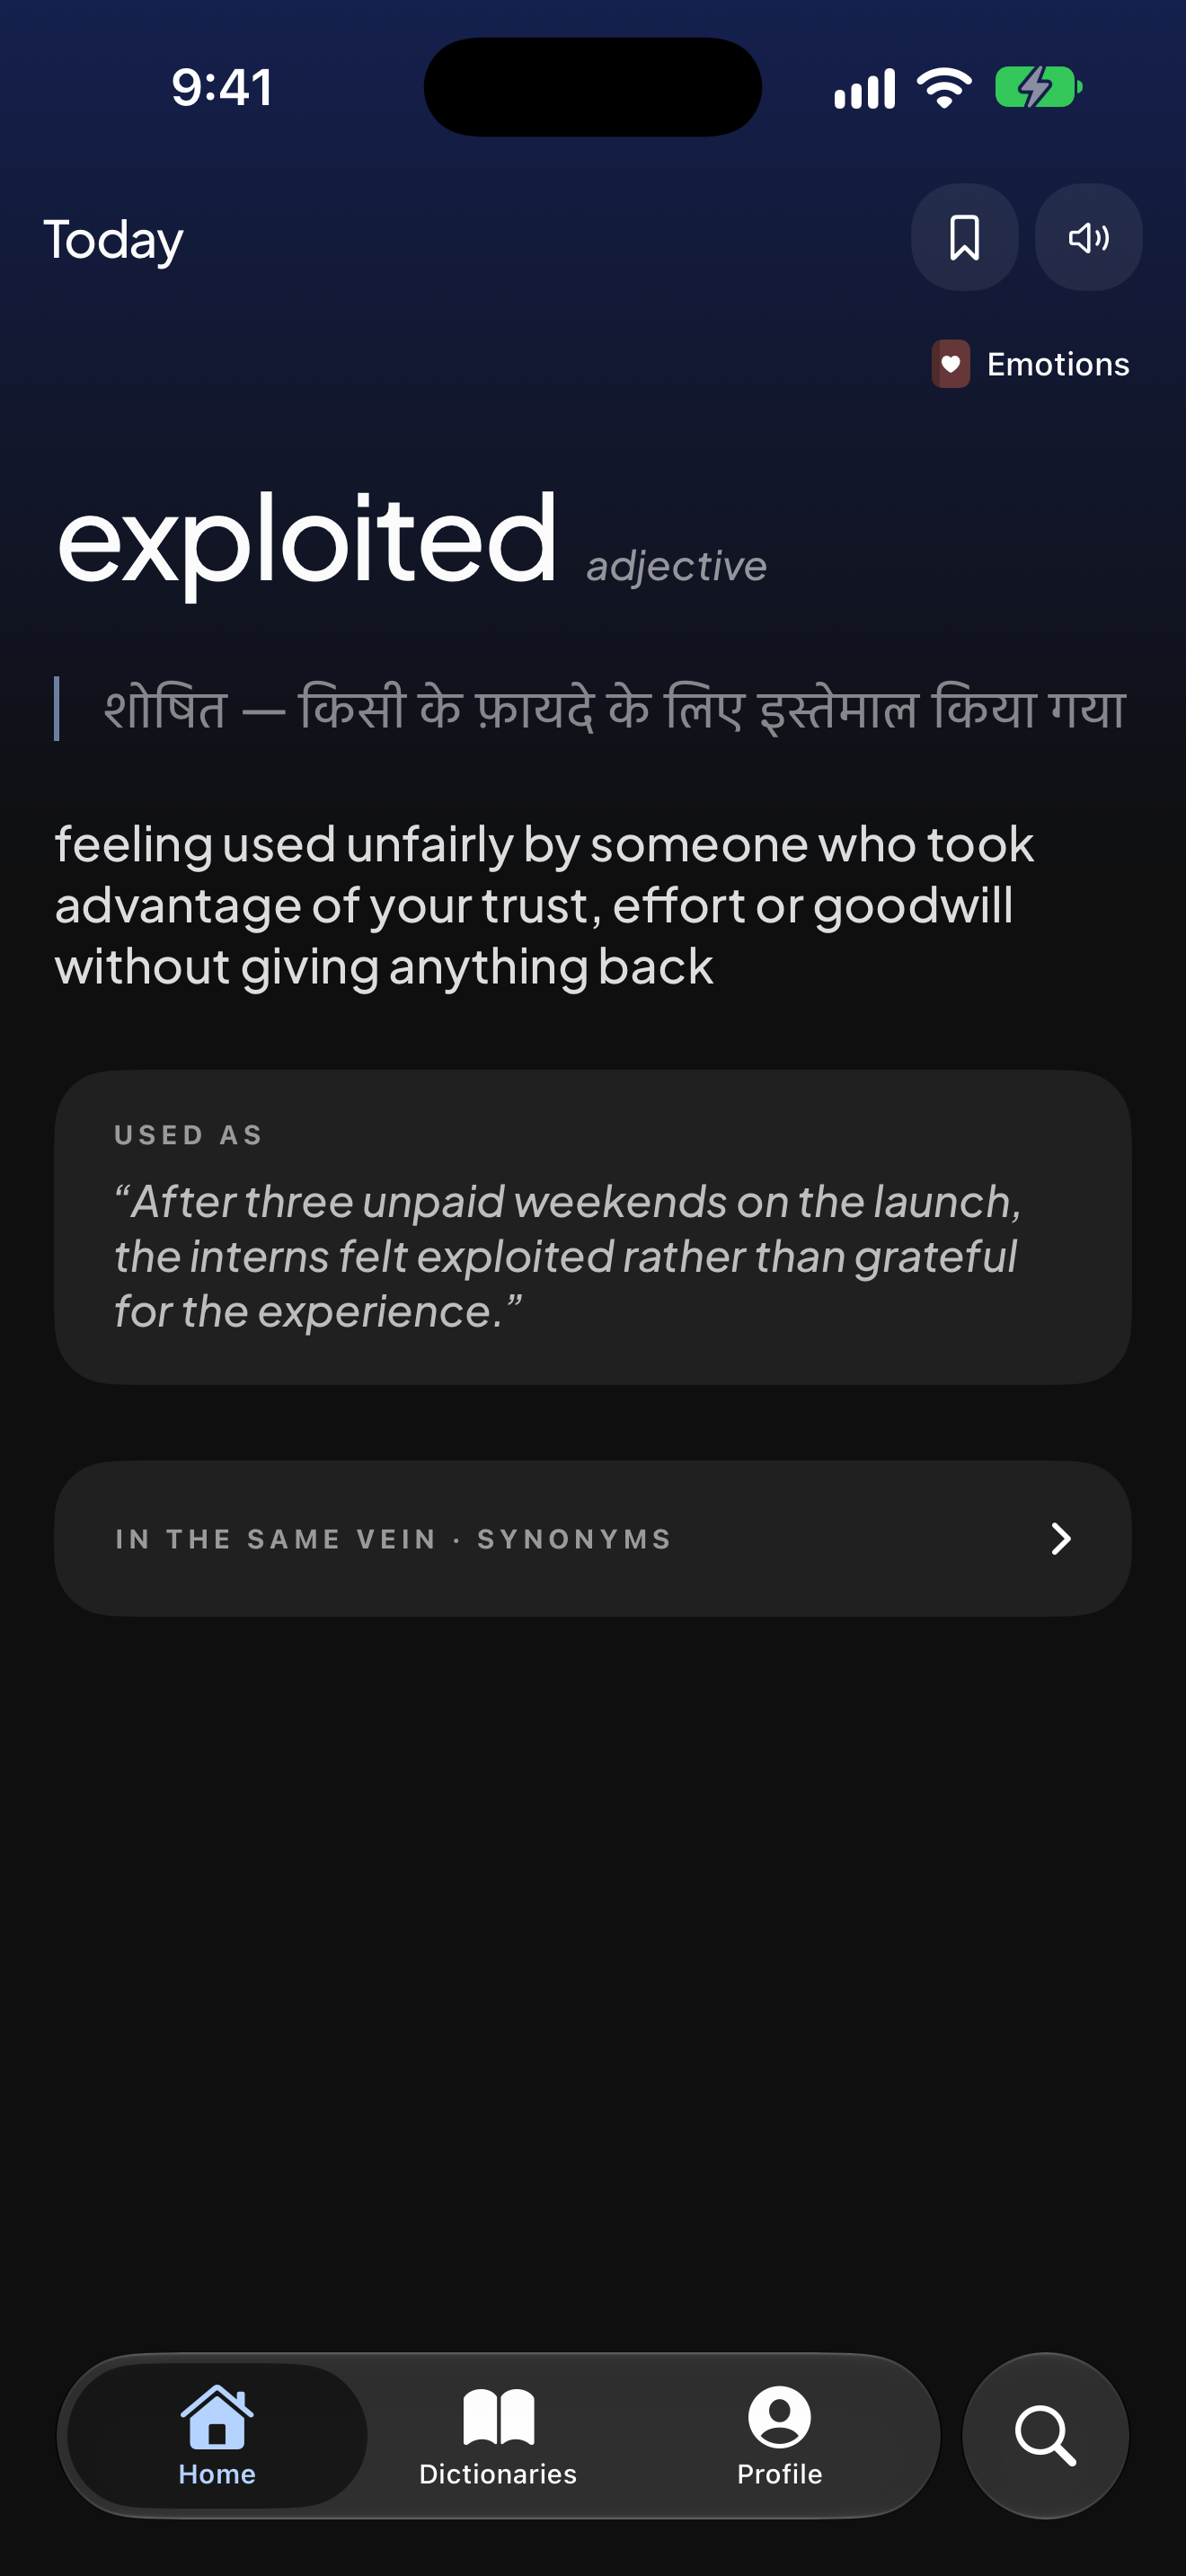 9:41
Today
Emotions
exploited adjective
शोषित — किसी के फ़ायदे के लिए इस्तेमाल किया गया
feeling used unfairly by someone who took
advantage of your trust, effort or goodwill
without giving anything back
USED AS
“After three unpaid weekends on the launch,
the interns felt exploited rather than grateful
for the experience.”
IN THE SAME VEIN · SYNONYMS
Home
Dictionaries
Profile